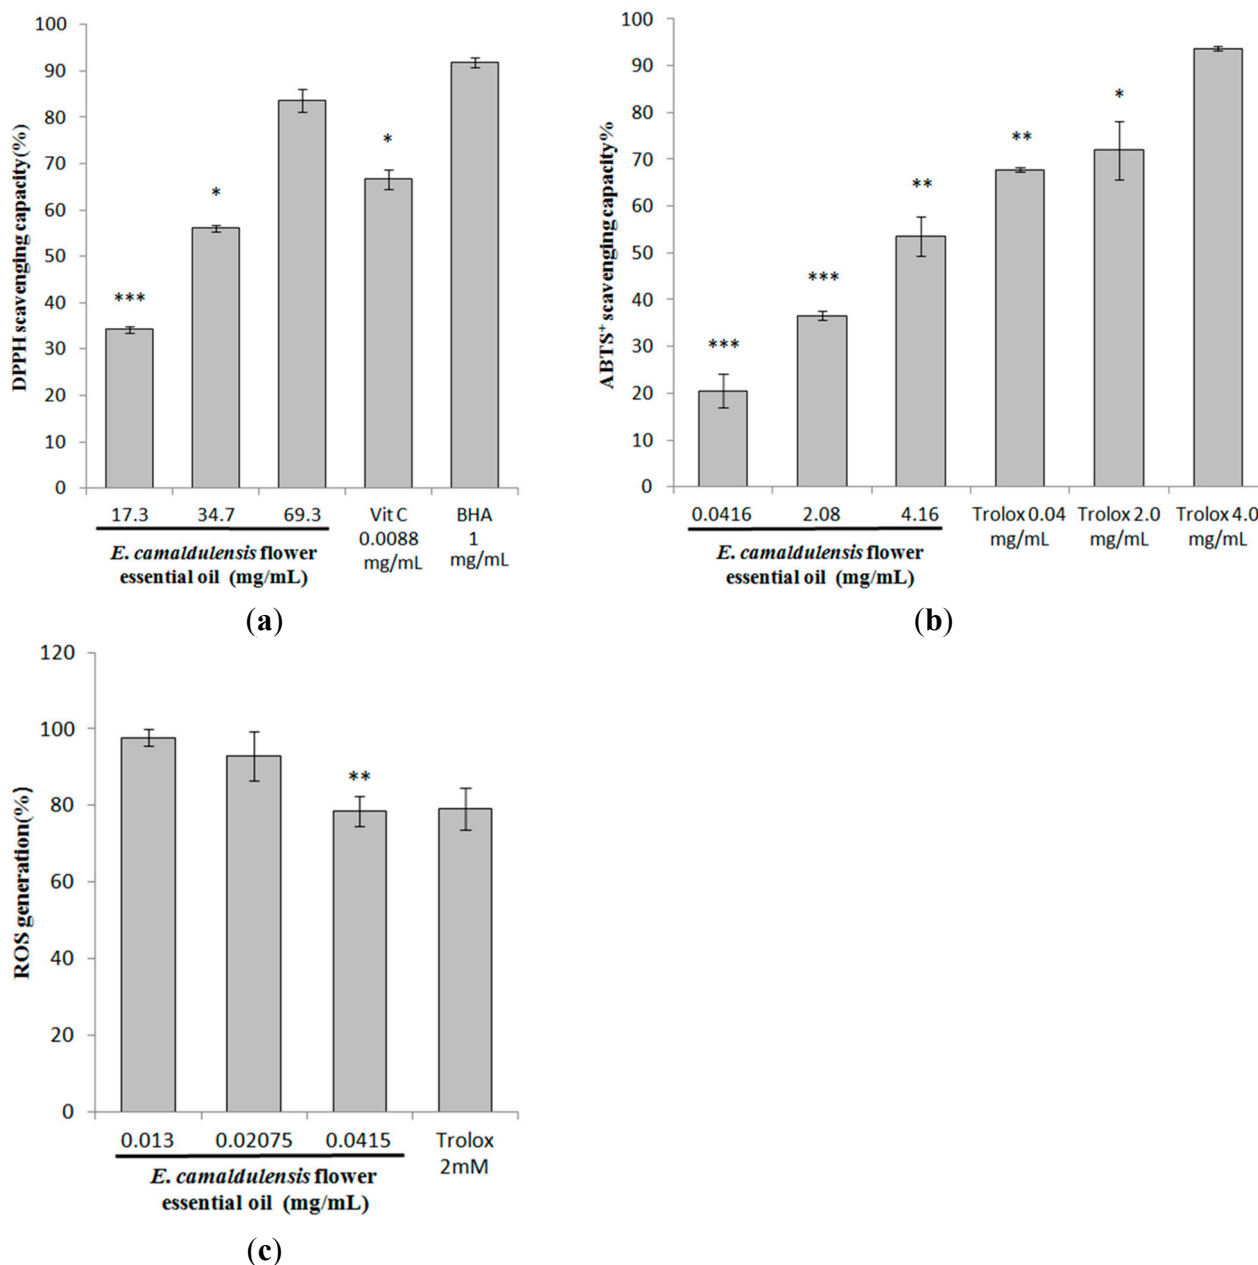 100
90
80
70
60
50
40
30
20
10
0
DPPH scavenging capacity(%)
***
*
*
17.3 34.7 69.3 Vit C 0.0088 mg/mL BHA 1 mg/mL
E. camaldulensis flower
essential oil (mg/mL)
(a)
100
90
80
70
60
50
40
30
20
10
0
ABTS+ scavenging capacity%
***
***
**
**
*
0.0416 2.08 4.16 Trolox 0.04 mg/mL Trolox 2.0 mg/mL Trolox 4.0 mg/mL
E. camaldulensis flower
essential oil (mg/mL)
(b)
120
100
80
60
40
20
0
ROS generation(%)
**
0.013 0.02075 0.0415 Trolox 2mM
E. camaldulensis flower
essential oil (mg/mL)
(c)